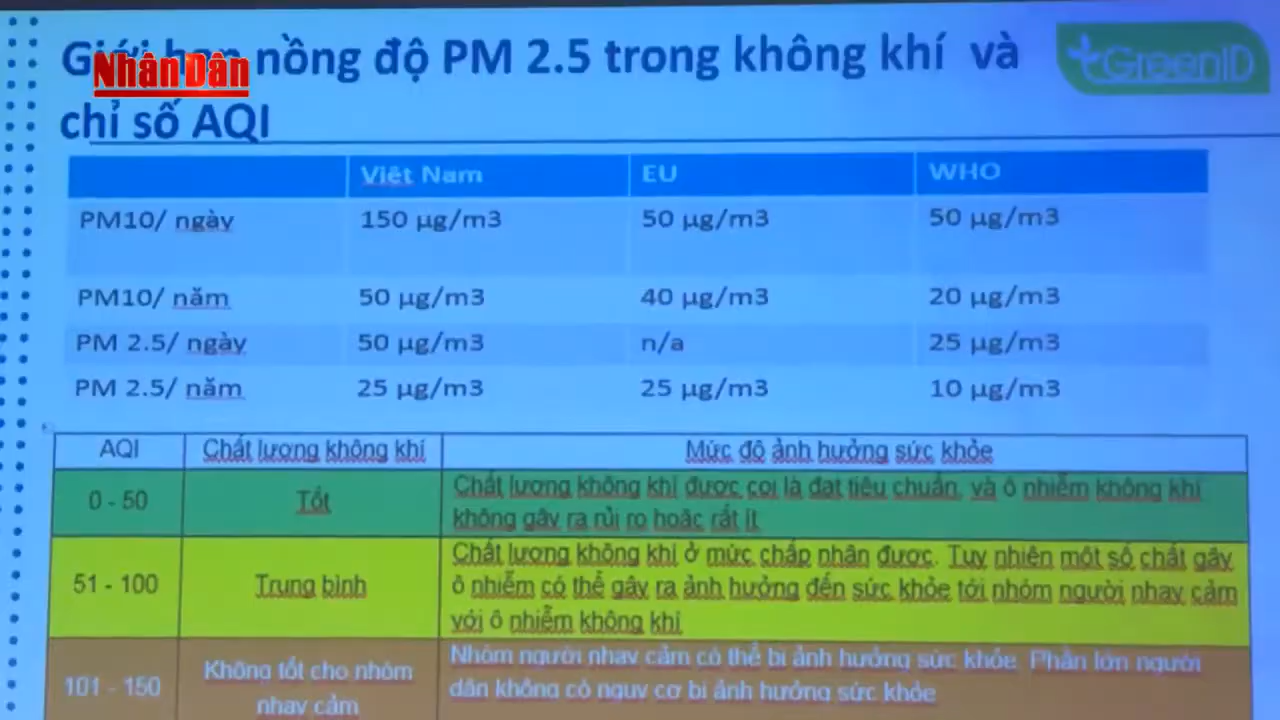 Nhân Dân nồng độ PM 2.5 trong không khí và
GreenID
chỉ số AQI
Việt Nam EU WHO
PM10/ ngày 150 µg/m3 50 µg/m3 50 µg/m3
PM10/ năm 50 µg/m3 40 µg/m3 20 µg/m3
PM 2.5/ ngày 50 µg/m3 n/a 25 µg/m3
PM 2.5/ năm 25 µg/m3 25 µg/m3 10 µg/m3
AQI Chất lượng không khí Mức độ ảnh hưởng sức khỏe
0 - 50 Tốt Chất lượng không khí được coi là đạt tiêu chuẩn, và ô nhiễm không khí
không gây ra rủi ro hoặc rất ít
51 - 100 Trung bình Chất lượng không khí ở mức chấp nhận được. Tuy nhiên một số chất gây
ô nhiễm có thể gây ra ảnh hưởng đến sức khỏe tới nhóm người nhạy cảm
với ô nhiễm không khí
101 - 150 Không tốt cho nhóm
nhạy cảm
Nhóm người nhạy cảm có thể bị ảnh hưởng sức khỏe. Phần lớn người
dân không có nguy cơ bị ảnh hưởng sức khỏe